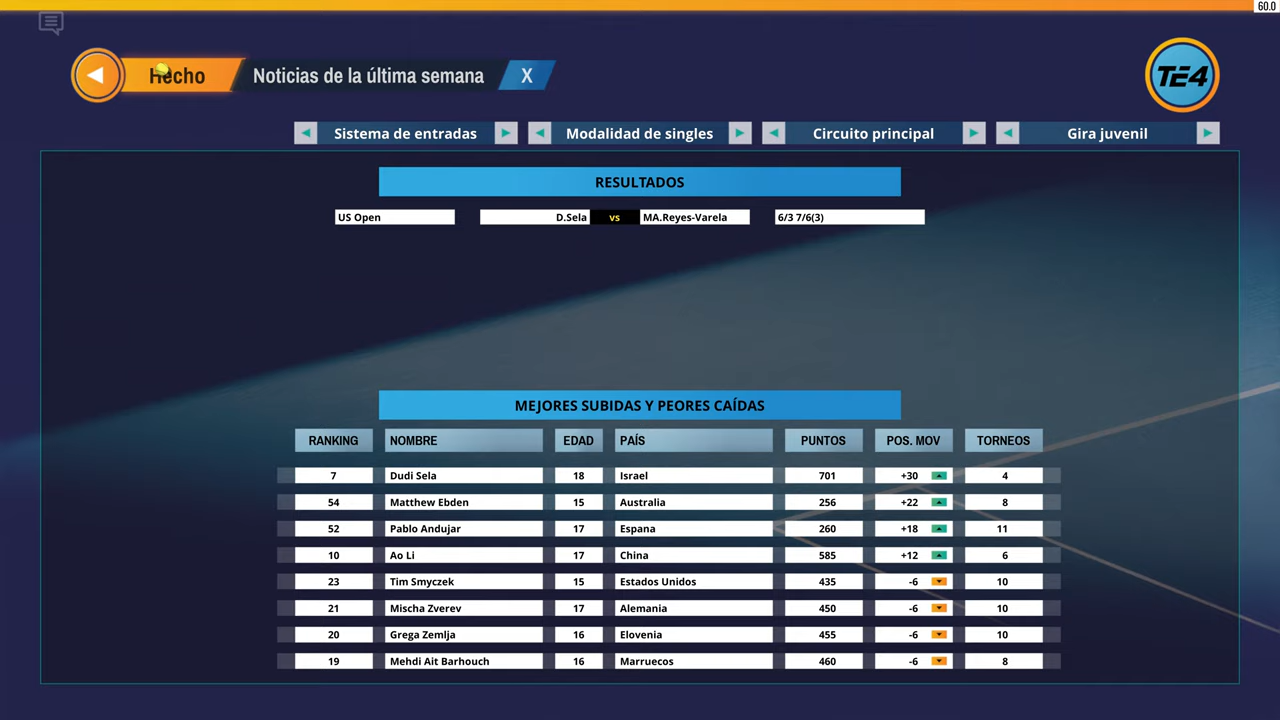 60.0
Hecho Noticias de la última semana X
TE4
Sistema de entradas Modalidad de singles Circuito principal Gira juvenil
RESULTADOS
US Open D.Sela vs MA.Reyes-Varela 6/3 7/6(3)
MEJORES SUBIDAS Y PEORES CAÍDAS
RANKING NOMBRE EDAD PAÍS PUNTOS POS. MOV TORNEOS
7 Dudi Sela 18 Israel 701 +30 4
54 Matthew Ebden 15 Australia 256 +22 8
52 Pablo Andujar 17 Espana 260 +18 11
10 Ao Li 17 China 585 +12 6
23 Tim Smyczek 15 Estados Unidos 435 -6 10
21 Mischa Zverev 17 Alemania 450 -6 10
20 Grega Zemlja 16 Elovenia 455 -6 10
19 Mehdi Ait Barhouch 16 Marruecos 460 -6 8